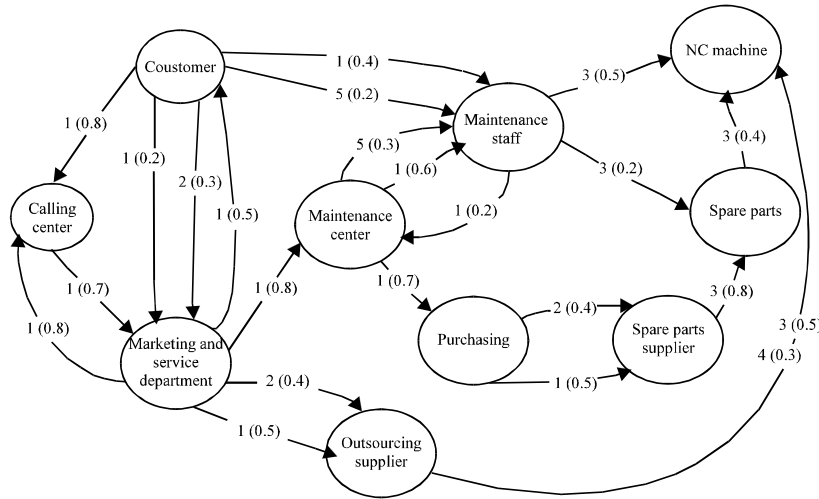 NC machine
Coustomer
1 (0.4)
3 (0.5)
5 (0.2)
Maintenance
staff
1 (0.8)
1 (0.2)
5 (0.3)
3 (0.4)
1 (0.6)
3 (0.2)
2 (0.3)
Calling
center
1 (0.5)
Maintenance
center
1 (0.2)
Spare parts
1 (0.7)
1 (0.8)
1 (0.7)
3 (0.8)
2 (0.4)
1 (0.8)
3 (0.5)
Marketing and
service
department
Purchasing
Spare parts
supplier
4 (0.3)
2 (0.4)
1 (0.5)
1 (0.5)
Outsourcing
supplier